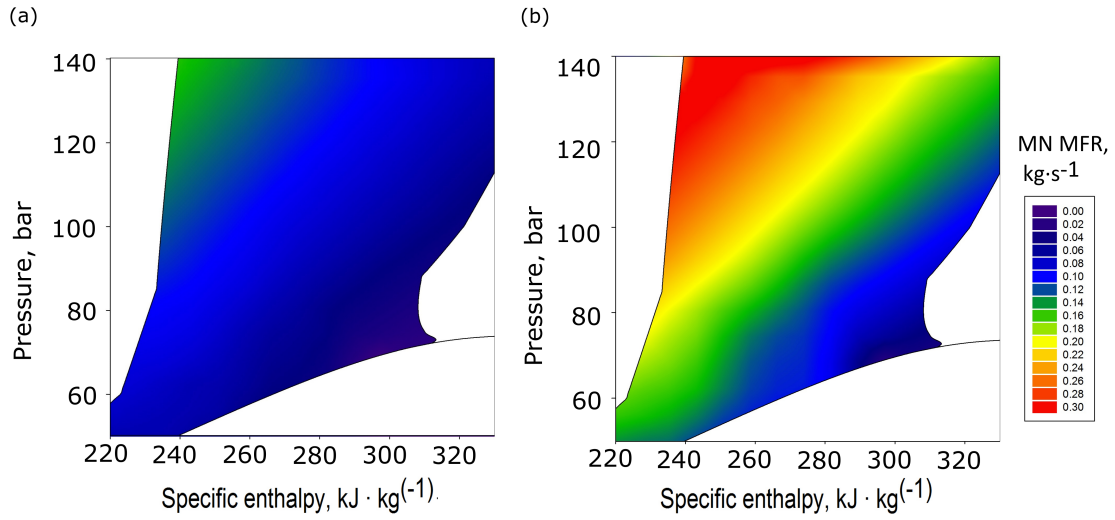 (a)
(b)
140
120
100
80
60
220 240 260 280 300 320
Pressure, bar
Specific enthalpy, kJ · kg(-1).
140
120
100
80
60
220 240 260 280 300 320
Pressure, bar
Specific enthalpy, kJ · kg(-1)
MN MFR,
kg·s-1
0.00
0.02
0.04
0.06
0.08
0.10
0.12
0.14
0.16
0.18
0.20
0.22
0.24
0.26
0.28
0.30